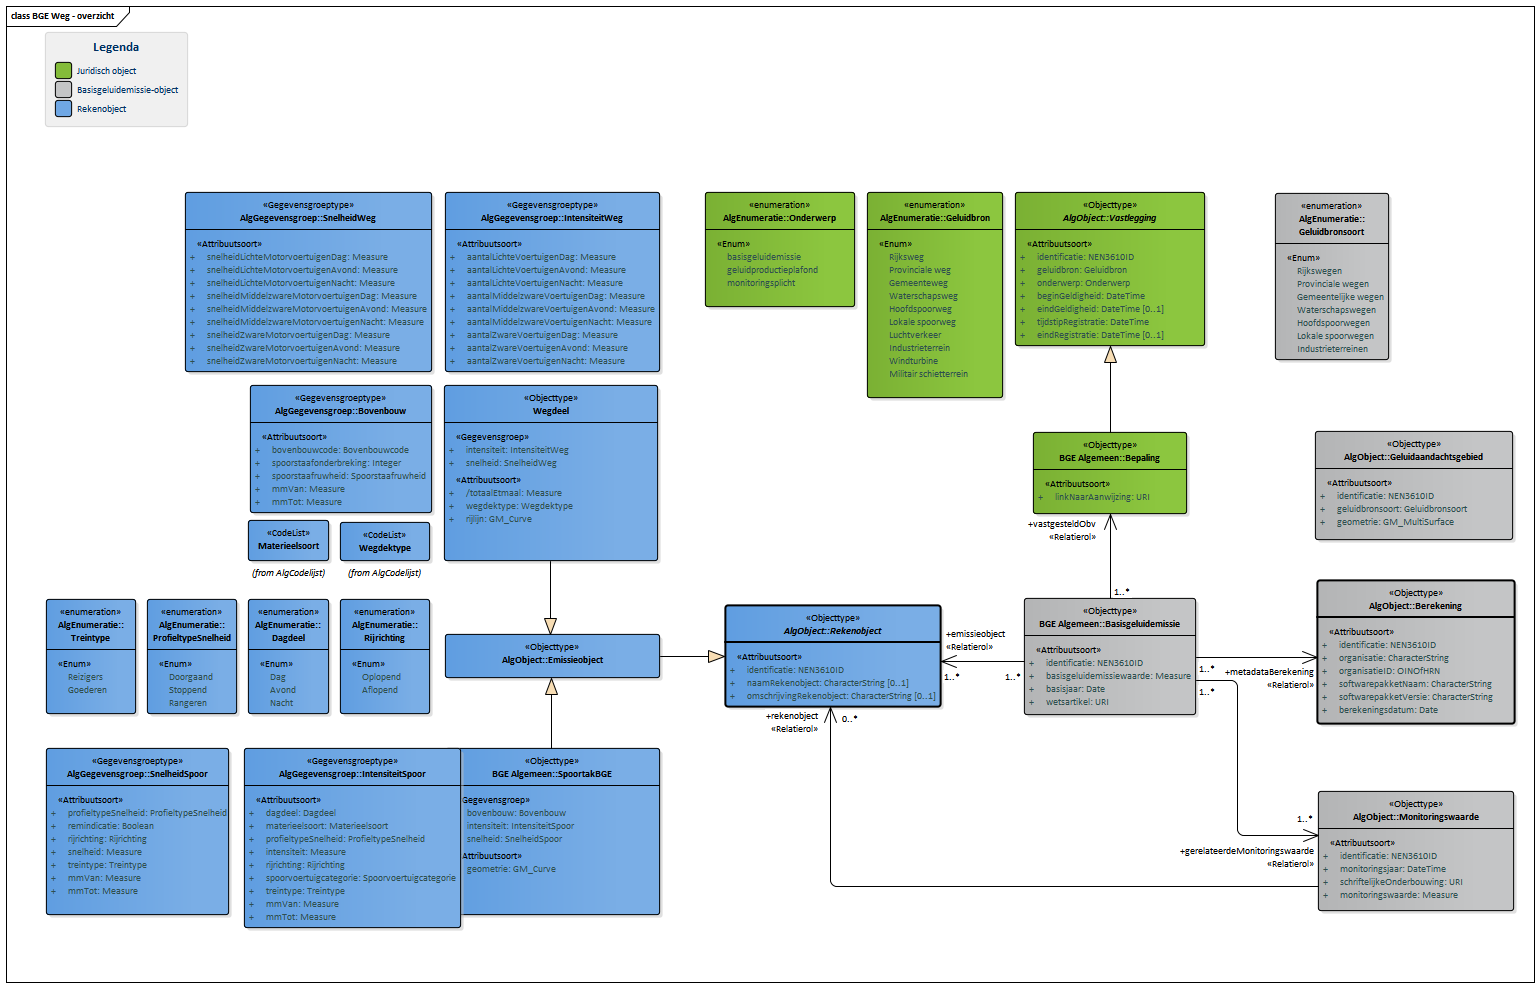 class BGE Weg - overzicht
Legenda
Juridisch object
Basisgeluidemissie-object
Rekenobject
«Gegevensgroeptype»
AlgGegevensgroep::SnelheidWeg
«Attribuutsoort»
+ snelheidLichteMotorvoertuigenDag: Measure
+ snelheidLichteMotorvoertuigenAvond: Measure
+ snelheidLichteMotorvoertuigenNacht: Measure
+ snelheidMiddelzwareMotorvoertuigenDag: Measure
+ snelheidMiddelzwareMotorvoertuigenAvond: Measure
+ snelheidMiddelzwareMotorvoertuigenNacht: Measure
+ snelheidZwareMotorvoertuigenDag: Measure
+ snelheidZwareMotorvoertuigenAvond: Measure
+ snelheidZwareMotorvoertuigenNacht: Measure
«Gegevensgroeptype»
AlgGegevensgroep::IntensiteitWeg
«Attribuutsoort»
+ aantalLichteVoertuigenDag: Measure
+ aantalLichteVoertuigenAvond: Measure
+ aantalLichteVoertuigenNacht: Measure
+ aantalMiddelzwareVoertuigenDag: Measure
+ aantalMiddelzwareVoertuigenAvond: Measure
+ aantalMiddelzwareVoertuigenNacht: Measure
+ aantalZwareVoertuigenDag: Measure
+ aantalZwareVoertuigenAvond: Measure
+ aantalZwareVoertuigenNacht: Measure
«enumeration»
AlgEnumeratie::Onderwerp
«Enum»
basisgeluidemissie
geluidproductieplafond
monitoringsplicht
«enumeration»
AlgEnumeratie::Geluidbron
«Enum»
Rijksweg
Provinciale weg
Gemeenteweg
Waterschapsweg
Hoofdspoorweg
Lokale spoorweg
Luchtverkeer
Industrieterrein
Windturbine
Militair schietterrein
«Objecttype»
AlgObject::Vastlegging
«Attribuutsoort»
+ identificatie: NEN3610ID
+ geluidbron: Geluidbron
+ onderwerp: Onderwerp
+ beginGeldigheid: DateTime
+ eindGeldigheid: DateTime [0..1]
+ tijdstipRegistratie: DateTime
+ eindRegistratie: DateTime [0..1]
«enumeration»
AlgEnumeratie::
Geluidbronsoort
«Enum»
Rijkswegen
Provinciale wegen
Gemeentelijke wegen
Waterschapswegen
Hoofdspoorwegen
Lokale spoorwegen
Industrieterreinen
«Gegevensgroeptype»
AlgGegevensgroep::Bovenbouw
«Attribuutsoort»
+ bovenbouwcode: Bovenbouwcode
+ spoorstaafonderbreking: Integer
+ spoorstaafruwheid: Spoorstaafruwheid
+ mmVan: Measure
+ mmTot: Measure
«Objecttype»
Wegdeel
«Gegevensgroep»
+ intensiteit: IntensiteitWeg
+ snelheid: SnelheidWeg
«Attribuutsoort»
+ /totaalEtmaal: Measure
+ wegdektype: Wegdektype
+ rijlijn: GM_Curve
«Objecttype»
BGE Algemeen::Bepaling
«Attribuutsoort»
+ linkNaarAanwijzing: URI
«Objecttype»
AlgObject::Geluidaandachtsgebied
«Attribuutsoort»
+ identificatie: NEN3610ID
+ geluidbronsoort: Geluidbronsoort
+ geometrie: GM_MultiSurface
«CodeList»
Materieelsoort
(from AlgCodelijst)
«CodeList»
Wegdektype
(from AlgCodelijst)
+vastgesteldObv
«Relatierol»
1..*
«enumeration»
AlgEnumeratie::
Treintype
«Enum»
Reizigers
Goederen
«enumeration»
AlgEnumeratie::
ProfieltypeSnelheid
«Enum»
Doorgaand
Stoppend
Rangeren
«enumeration»
AlgEnumeratie::
Dagdeel
«Enum»
Dag
Avond
Nacht
«enumeration»
AlgEnumeratie::
Rijrichting
«Enum»
Oplopend
Aflopend
«Objecttype»
AlgObject::Emissieobject
«Objecttype»
AlgObject::Rekenobject
«Attribuutsoort»
+ identificatie: NEN3610ID
+ naamRekenobject: CharacterString [0..1]
+ omschrijvingRekenobject: CharacterString [0..1]
+emissieobject
«Relatierol»
1..*
1..*
«Objecttype»
BGE Algemeen::Basisgeluidemissie
«Attribuutsoort»
+ identificatie: NEN3610ID
+ basisgeluidemissiewaarde: Measure
+ basisjaar: Date
+ wetsartikel: URI
1..*
+metadataBerekening
«Relatierol»
1..*
«Objecttype»
AlgObject::Berekening
«Attribuutsoort»
+ identificatie: NEN3610ID
+ organisatie: CharacterString
+ organisatieID: OINOfHRN
+ softwarepakketNaam: CharacterString
+ softwarepakketVersie: CharacterString
+ berekeningsdatum: Date
+rekenobject
«Relatierol»
0..*
«Gegevensgroeptype»
AlgGegevensgroep::SnelheidSpoor
«Attribuutsoort»
+ profieltypeSnelheid: ProfieltypeSnelheid
+ remindicatie: Boolean
+ rijrichting: Rijrichting
+ snelheid: Measure
+ treintype: Treintype
+ mmVan: Measure
+ mmTot: Measure
«Gegevensgroeptype»
AlgGegevensgroep::IntensiteitSpoor
«Attribuutsoort»
+ dagdeel: Dagdeel
+ materieelsoort: Materieelsoort
+ profieltypeSnelheid: ProfieltypeSnelheid
+ intensiteit: Measure
+ rijrichting: Rijrichting
+ spoorvoertuigcategorie: Spoorvoertuigcategorie
+ treintype: Treintype
+ mmVan: Measure
+ mmTot: Measure
«Objecttype»
BGE Algemeen::SpoortakBGE
Gegevensgroep»
bovenbouw: Bovenbouw
intensiteit: IntensiteitSpoor
snelheid: SnelheidSpoor
Attribuutsoort»
geometrie: GM_Curve
1..*
+gerelateerdeMonitoringswaarde
«Relatierol»
«Objecttype»
AlgObject::Monitoringswaarde
«Attribuutsoort»
+ identificatie: NEN3610ID
+ monitoringsjaar: DateTime
+ schriftelijkeOnderbouwing: URI
+ monitoringswaarde: Measure